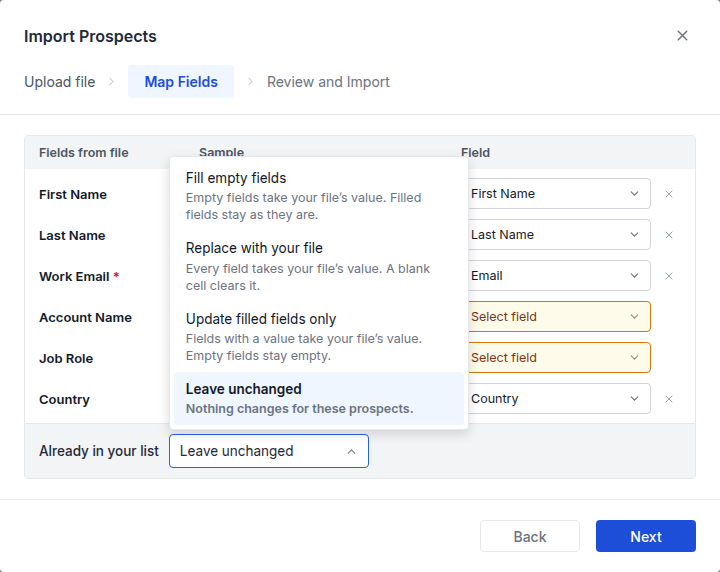 Import Prospects
Upload file
Map Fields
Review and Import
Fields from file
Sample
Field
First Name
First Name
Last Name
Last Name
Work Email *
Email
Account Name
Select field
Job Role
Select field
Country
Country
Fill empty fields
Empty fields take your file’s value. Filled
fields stay as they are.
Replace with your file
Every field takes your file’s value. A blank
cell clears it.
Update filled fields only
Fields with a value take your file’s value.
Empty fields stay empty.
Leave unchanged
Nothing changes for these prospects.
Already in your list
Leave unchanged
Back
Next